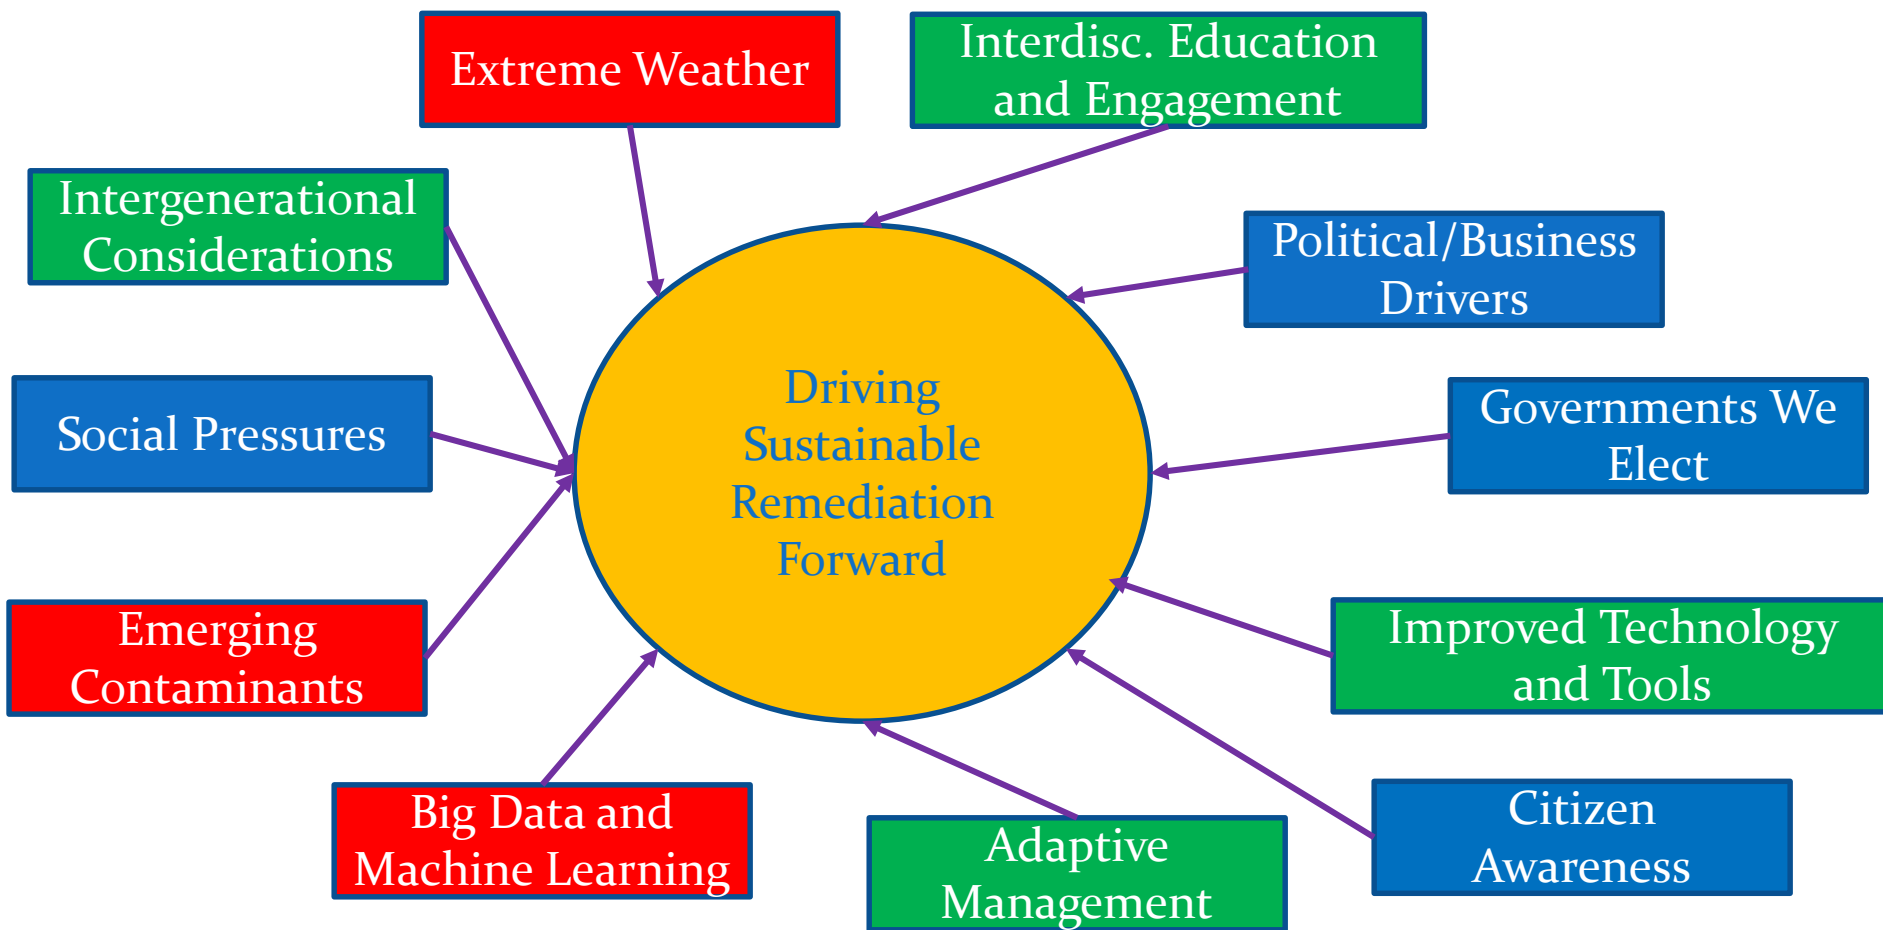 Extreme Weather
Interdisc. Education
and Engagement
Intergenerational
Considerations
Political/Business
Drivers
Social Pressures
Driving
Sustainable
Remediation
Forward
Governments We
Elect
Emerging
Contaminants
Improved Technology
and Tools
Big Data and
Machine Learning
Adaptive
Management
Citizen
Awareness